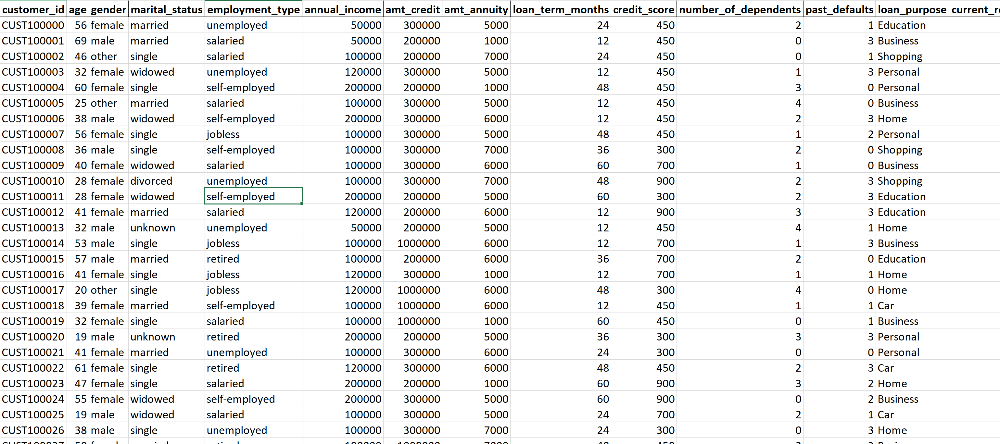 customer_id age gender marital_status employment_type annual_income amt_credit amt_annuity loan_term_months credit_score number_of_dependents past_defaults loan_purpose
CUST100000 56 female married unemployed 50000 300000 5000 24 450 2 1 Education
CUST100001 69 male married salaried 50000 200000 1000 12 450 0 3 Business
CUST100002 46 other single salaried 100000 200000 7000 24 450 0 1 Shopping
CUST100003 32 female widowed unemployed 120000 300000 5000 12 450 1 3 Personal
CUST100004 60 female single self-employed 200000 200000 1000 48 450 3 0 Personal
CUST100005 25 other married salaried 100000 300000 5000 12 450 4 0 Business
CUST100006 38 male widowed self-employed 200000 300000 6000 12 450 2 3 Home
CUST100007 56 female single jobless 100000 300000 5000 48 450 1 2 Personal
CUST100008 36 male single self-employed 100000 300000 7000 36 300 2 0 Shopping
CUST100009 40 female widowed salaried 100000 300000 6000 60 700 1 0 Business
CUST100010 28 female divorced unemployed 100000 300000 7000 48 900 2 3 Shopping
CUST100011 28 female widowed self-employed 200000 200000 5000 60 300 2 3 Education
CUST100012 41 female married salaried 120000 200000 6000 12 900 3 3 Education
CUST100013 32 male unknown unemployed 50000 200000 5000 12 450 4 1 Home
CUST100014 53 male single jobless 100000 1000000 6000 12 700 1 3 Business
CUST100015 57 male married retired 100000 200000 6000 36 700 2 0 Education
CUST100016 41 female single jobless 120000 300000 1000 12 700 1 1 Home
CUST100017 20 other single jobless 120000 1000000 6000 48 300 4 0 Home
CUST100018 39 female married self-employed 100000 1000000 6000 12 450 1 1 Car
CUST100019 32 female single salaried 100000 1000000 1000 60 450 0 1 Business
CUST100020 19 male unknown retired 200000 200000 5000 36 300 3 3 Personal
CUST100021 41 female married unemployed 100000 300000 6000 24 300 0 0 Personal
CUST100022 61 female single retired 120000 300000 6000 48 450 2 3 Car
CUST100023 47 female single salaried 200000 200000 1000 60 900 3 2 Home
CUST100024 55 female widowed self-employed 200000 300000 5000 60 900 0 2 Business
CUST100025 19 male widowed salaried 100000 300000 5000 24 700 2 1 Car
CUST100026 38 male single unemployed 100000 300000 7000 24 300 0 3 Home